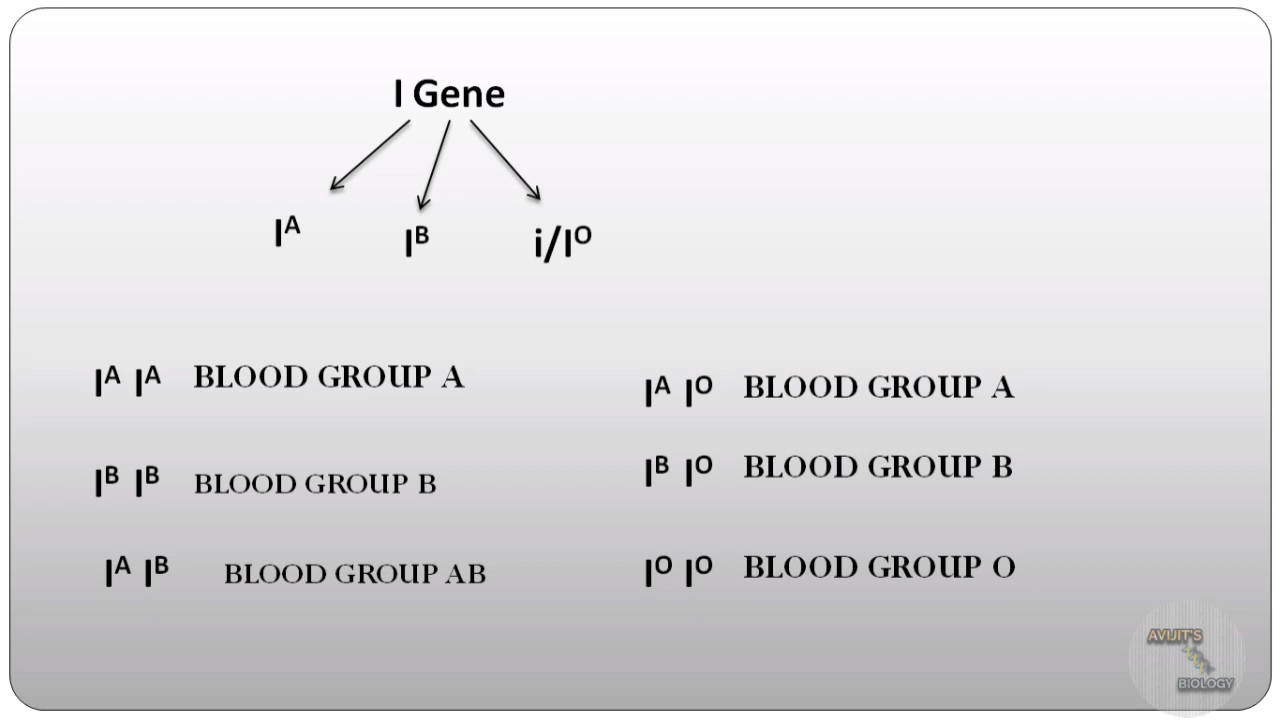 I Gene
Iᴬ Iᴮ i/Iᴼ
Iᴬ Iᴬ BLOOD GROUP A
Iᴮ Iᴮ BLOOD GROUP B
Iᴬ Iᴮ BLOOD GROUP AB
Iᴬ Iᴼ BLOOD GROUP A
Iᴮ Iᴼ BLOOD GROUP B
Iᴼ Iᴼ BLOOD GROUP O
AVIJIT'S
BIOLOGY